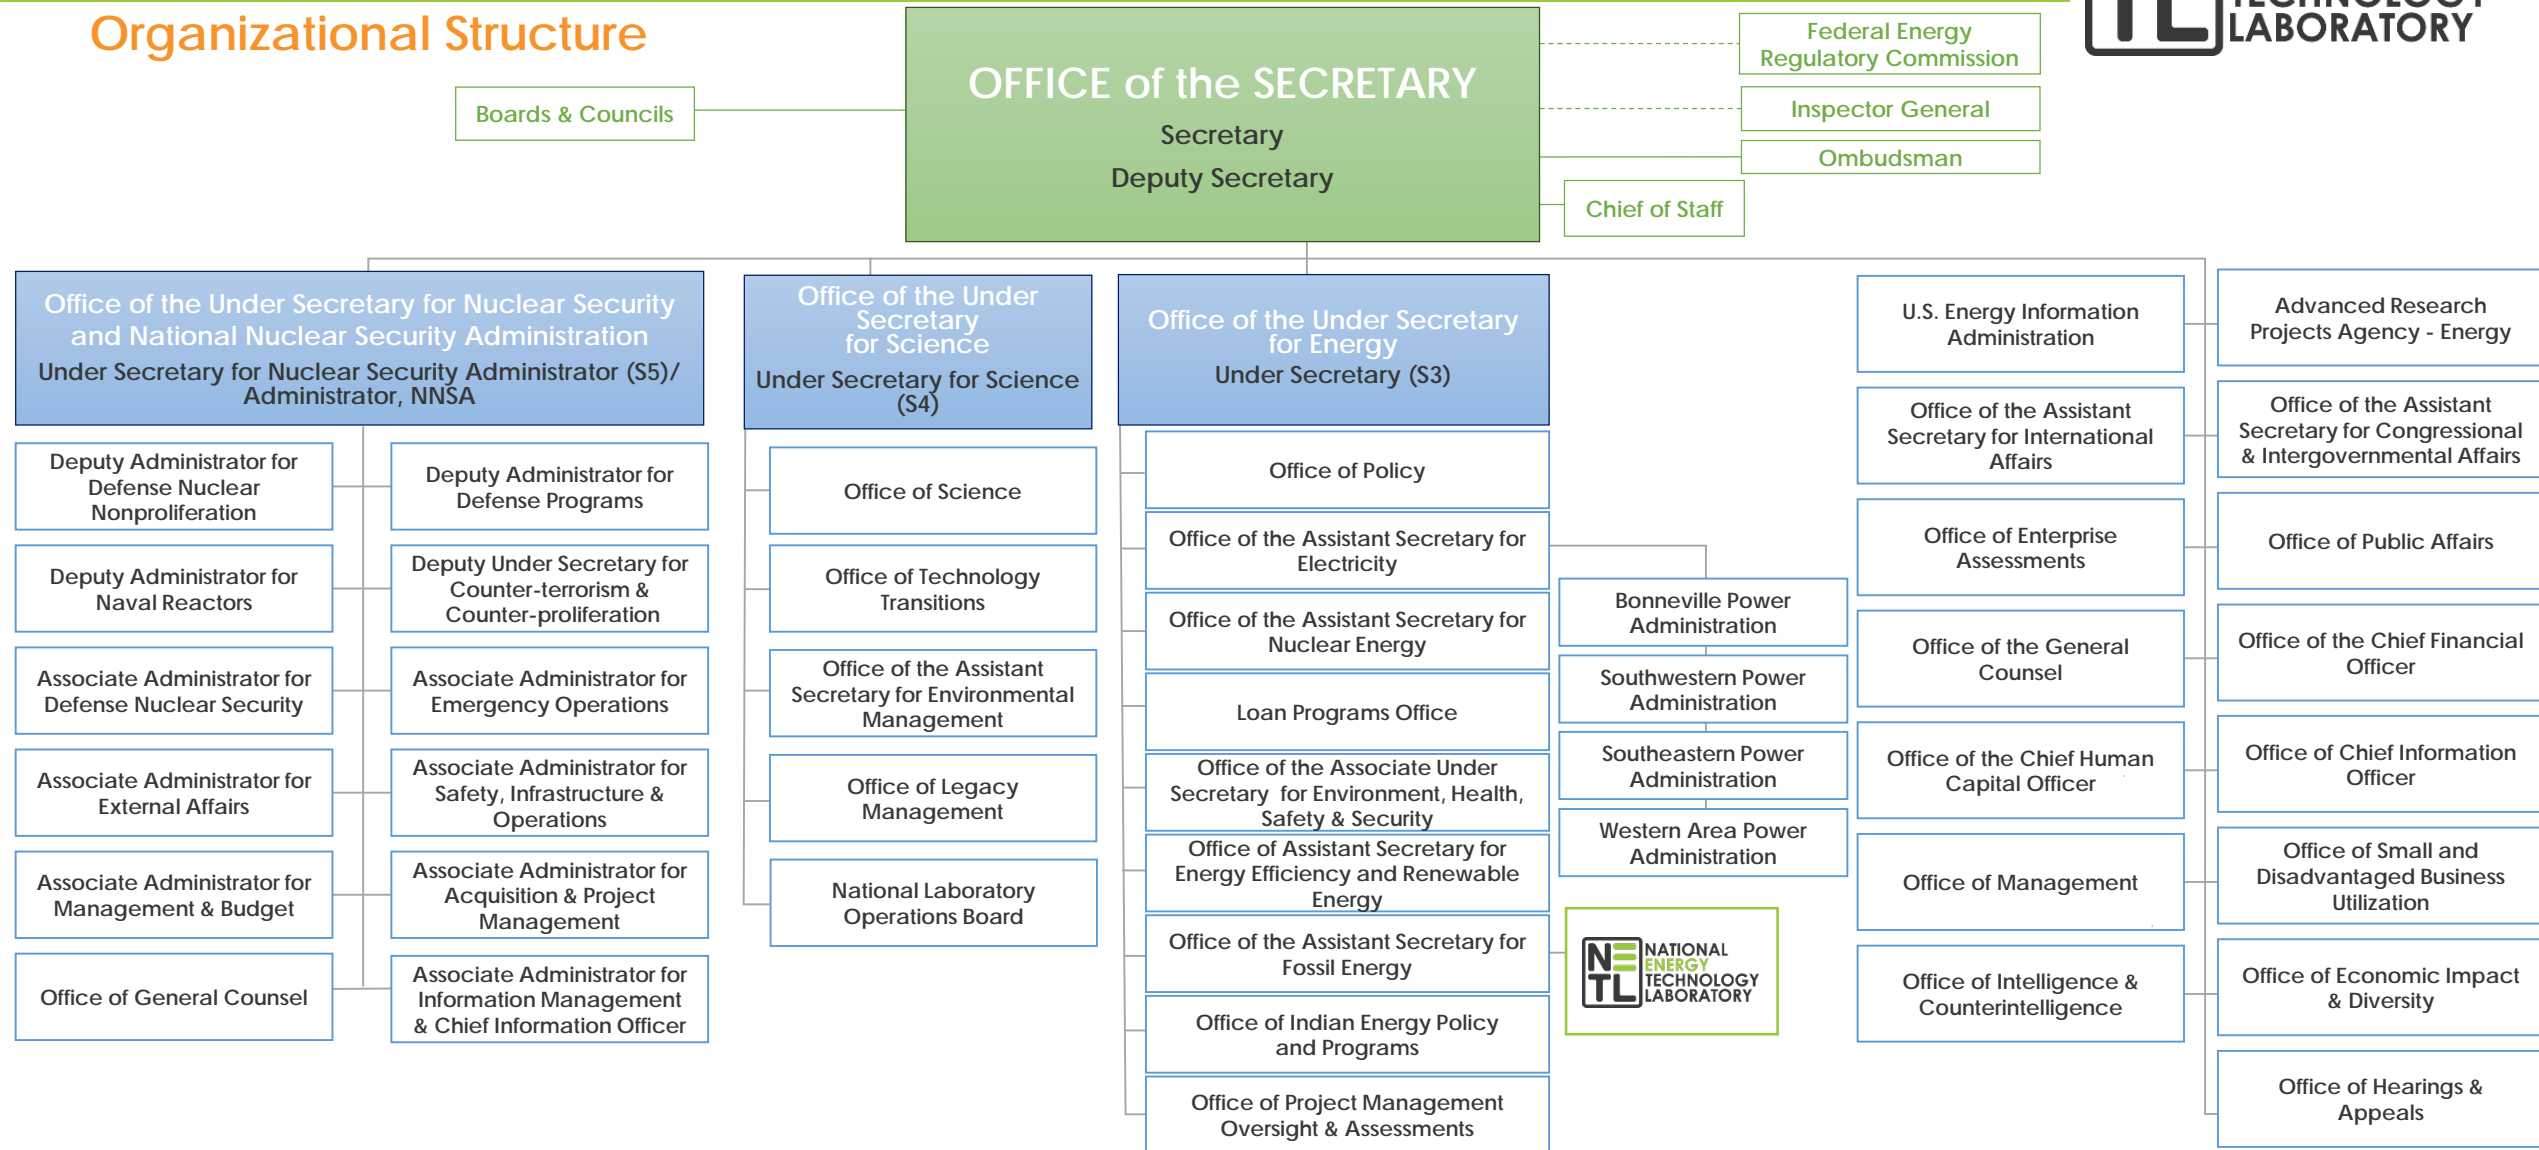 Organizational Structure
TECHNOLOGY
LABORATORY
TL
OFFICE of the SECRETARY
Secretary
Deputy Secretary
Boards & Councils
Federal Energy
Regulatory Commission
Inspector General
Ombudsman
Chief of Staff
Office of the Under Secretary for Nuclear Security
and National Nuclear Security Administration
Under Secretary for Nuclear Security Administrator (S5)/
Administrator, NNSA
Deputy Administrator for
Defense Nuclear
Nonproliferation
Deputy Administrator for
Defense Programs
Deputy Administrator for
Naval Reactors
Deputy Under Secretary for
Counter-terrorism &
Counter-proliferation
Associate Administrator for
Defense Nuclear Security
Associate Administrator for
Emergency Operations
Associate Administrator for
External Affairs
Associate Administrator for
Safety, Infrastructure &
Operations
Associate Administrator for
Management & Budget
Associate Administrator for
Acquisition & Project
Management
Office of General Counsel
Associate Administrator for
Information Management
& Chief Information Officer
Office of the Under
Secretary
for Science
Under Secretary for Science
(S4)
Office of Science
Office of Technology
Transitions
Office of the Assistant
Secretary for Environmental
Management
Office of Legacy
Management
National Laboratory
Operations Board
Office of the Under Secretary
for Energy
Under Secretary (S3)
Office of Policy
Office of the Assistant Secretary for
Electricity
Office of the Assistant Secretary for
Nuclear Energy
Loan Programs Office
Office of the Associate Under
Secretary for Environment, Health,
Safety & Security
Office of Assistant Secretary for
Energy Efficiency and Renewable
Energy
Office of the Assistant Secretary for
Fossil Energy
Office of Indian Energy Policy
and Programs
Office of Project Management
Oversight & Assessments
Bonneville Power
Administration
Southwestern Power
Administration
Southeastern Power
Administration
Western Area Power
Administration
NE
TL
NATIONAL
ENERGY
TECHNOLOGY
LABORATORY
U.S. Energy Information
Administration
Advanced Research
Projects Agency - Energy
Office of the Assistant
Secretary for International
Affairs
Office of the Assistant
Secretary for Congressional
& Intergovernmental Affairs
Office of Enterprise
Assessments
Office of Public Affairs
Office of the General
Counsel
Office of the Chief Financial
Officer
Office of the Chief Human
Capital Officer
Office of Chief Information
Officer
Office of Management
Office of Small and
Disadvantaged Business
Utilization
Office of Intelligence &
Counterintelligence
Office of Economic Impact
& Diversity
Office of Hearings &
Appeals